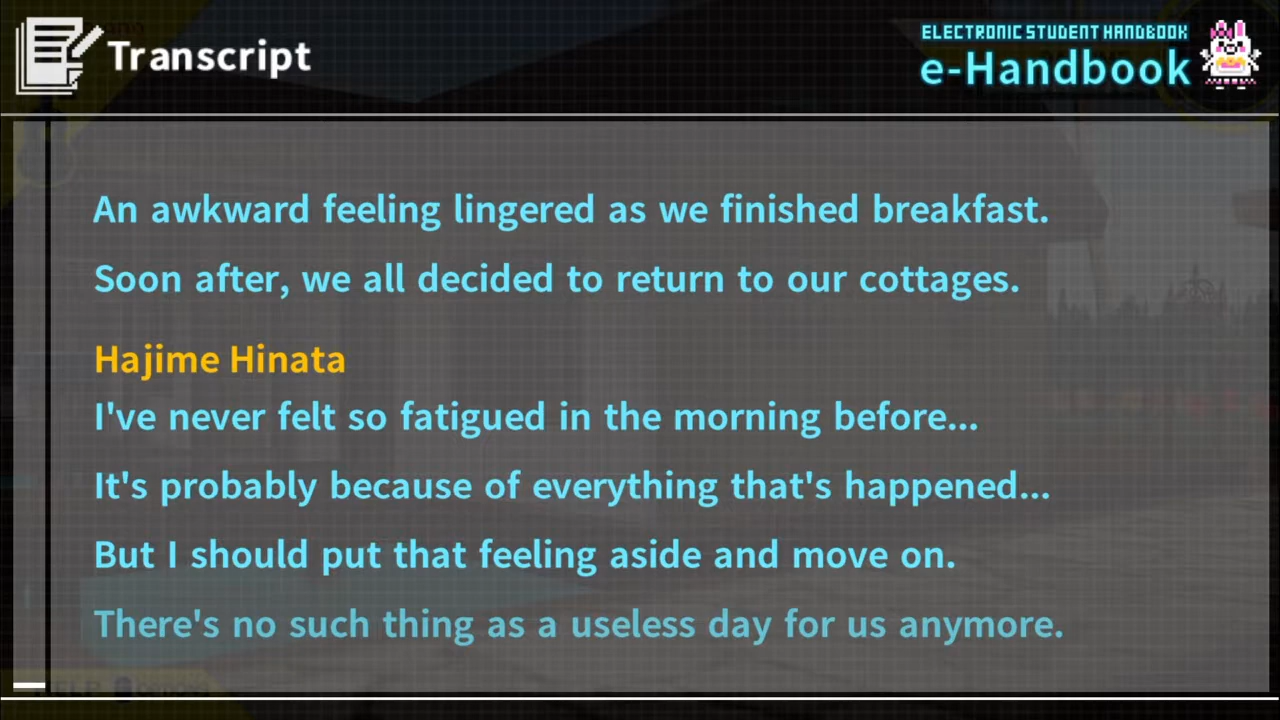 Transcript
ELECTRONIC STUDENT HANDBOOK
e-Handbook
An awkward feeling lingered as we finished breakfast.
Soon after, we all decided to return to our cottages.
Hajime Hinata
I've never felt so fatigued in the morning before...
It's probably because of everything that's happened...
But I should put that feeling aside and move on.
There's no such thing as a useless day for us anymore.